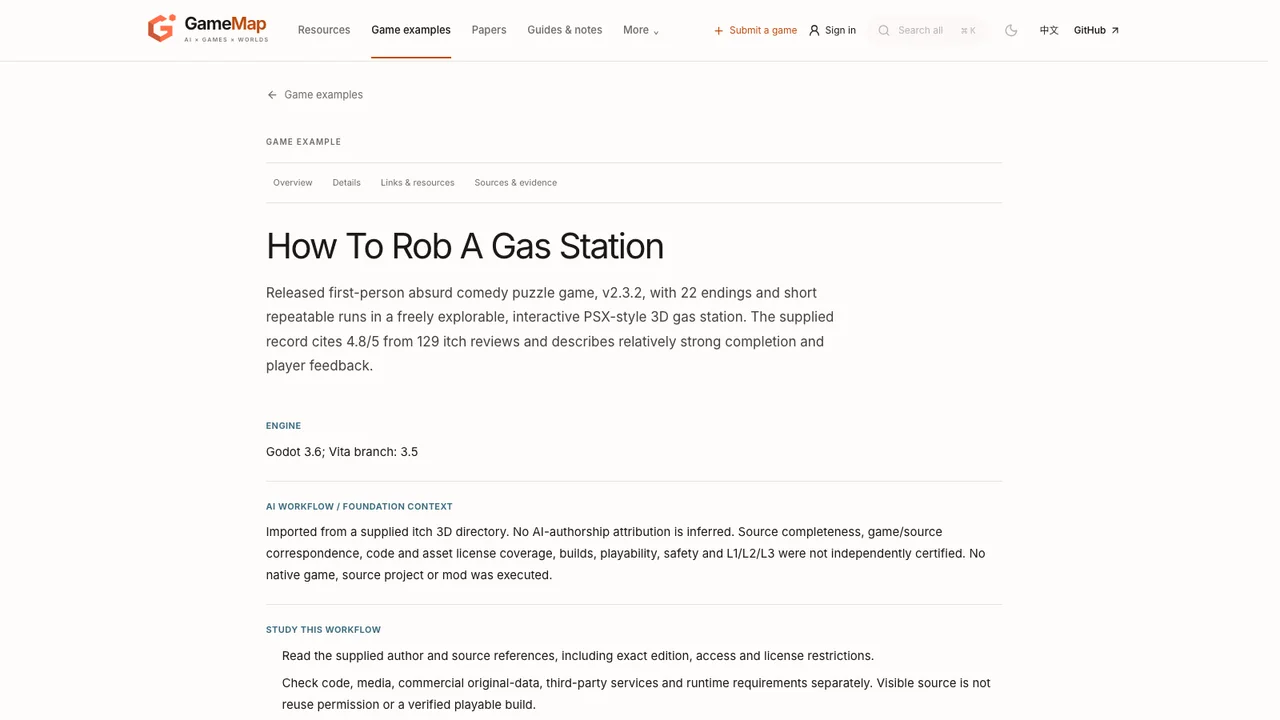 GameMap
AI × GAMES × WORLDS
Resources
Game examples
Papers
Guides & notes
More
+ Submit a game
Sign in
Search all
⌘ K
中文
GitHub ↗
← Game examples
GAME EXAMPLE
Overview
Details
Links & resources
Sources & evidence
How To Rob A Gas Station
Released first-person absurd comedy puzzle game, v2.3.2, with 22 endings and short
repeatable runs in a freely explorable, interactive PSX-style 3D gas station. The supplied
record cites 4.8/5 from 129 itch reviews and describes relatively strong completion and
player feedback.
ENGINE
Godot 3.6; Vita branch: 3.5
AI WORKFLOW / FOUNDATION CONTEXT
Imported from a supplied itch 3D directory. No AI-authorship attribution is inferred. Source completeness, game/source
correspondence, code and asset license coverage, builds, playability, safety and L1/L2/L3 were not independently certified. No
native game, source project or mod was executed.
STUDY THIS WORKFLOW
Read the supplied author and source references, including exact edition, access and license restrictions.
Check code, media, commercial original-data, third-party services and runtime requirements separately. Visible source is not
reuse permission or a verified playable build.